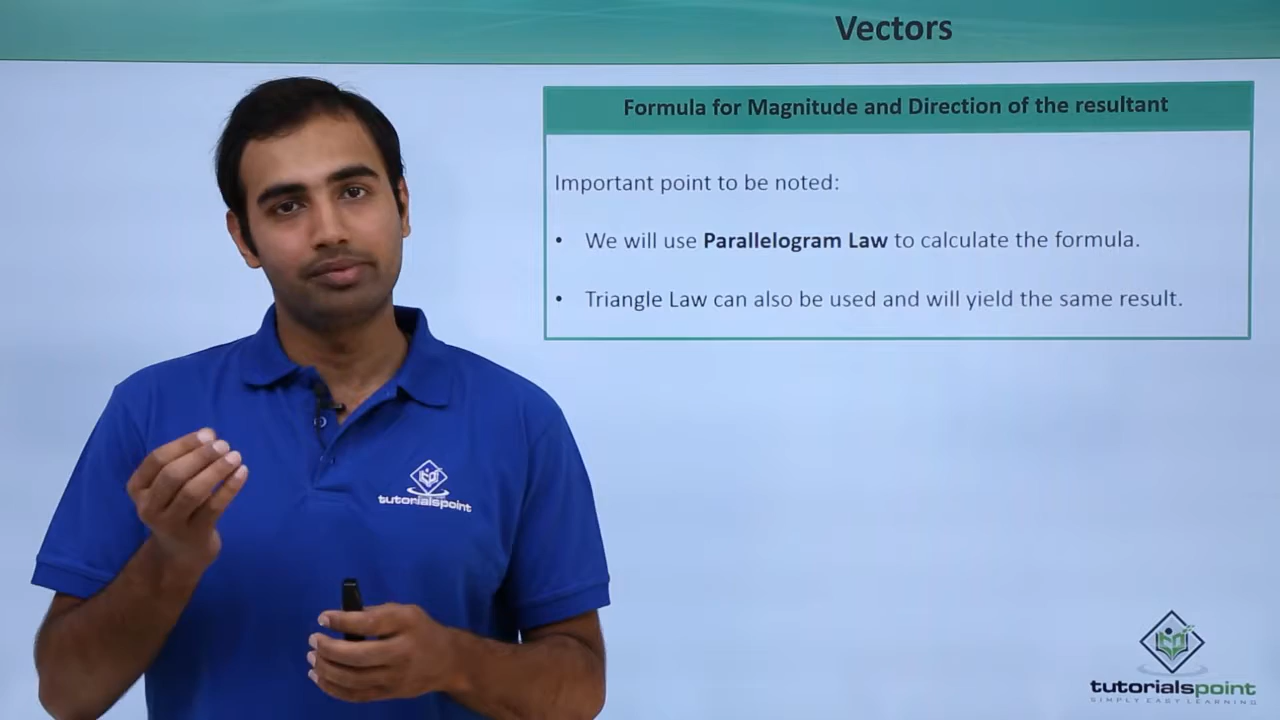 Vectors
Formula for Magnitude and Direction of the resultant
Important point to be noted:
• We will use Parallelogram Law to calculate the formula.
• Triangle Law can also be used and will yield the same result.
tutorialspoint
tutorialspoint
SIMPLY EASY LEARNING